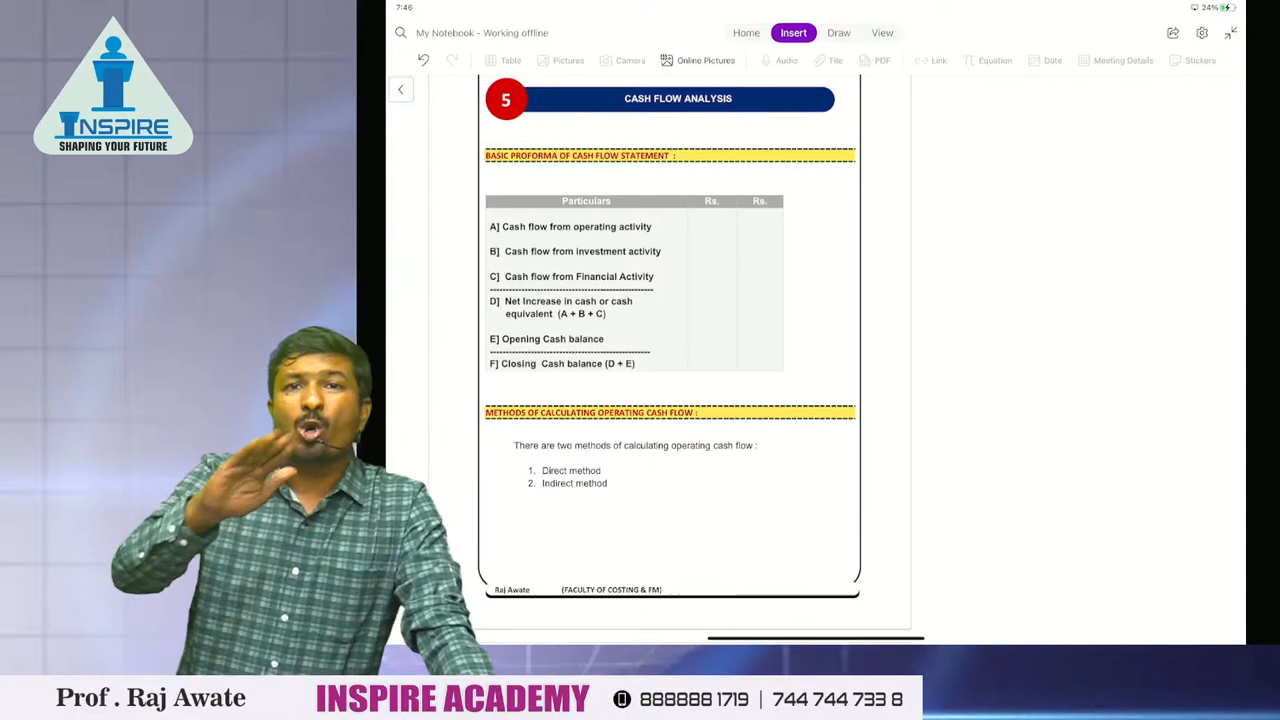 7:46
24%
My Notebook - Working offline
Home
Insert
Draw
View
Table
Pictures
Camera
Online Pictures
Audio
File
PDF
Link
Equation
Date
Meeting Details
Stickers
INSPIRE
SHAPING YOUR FUTURE
5
CASH FLOW ANALYSIS
BASIC PROFORMA OF CASH FLOW STATEMENT :
Particulars Rs. Rs.
A] Cash flow from operating activity
B] Cash flow from investment activity
C] Cash flow from Financial Activity
D] Net Increase in cash or cash
equivalent (A + B + C)
E] Opening Cash balance
F] Closing Cash balance (D + E)
METHODS OF CALCULATING OPERATING CASH FLOW :
There are two methods of calculating operating cash flow :
1. Direct method
2. Indirect method
Raj Awate (FACULTY OF COSTING & FM)
Prof . Raj Awate INSPIRE ACADEMY 888888 1719 | 744 744 733 8